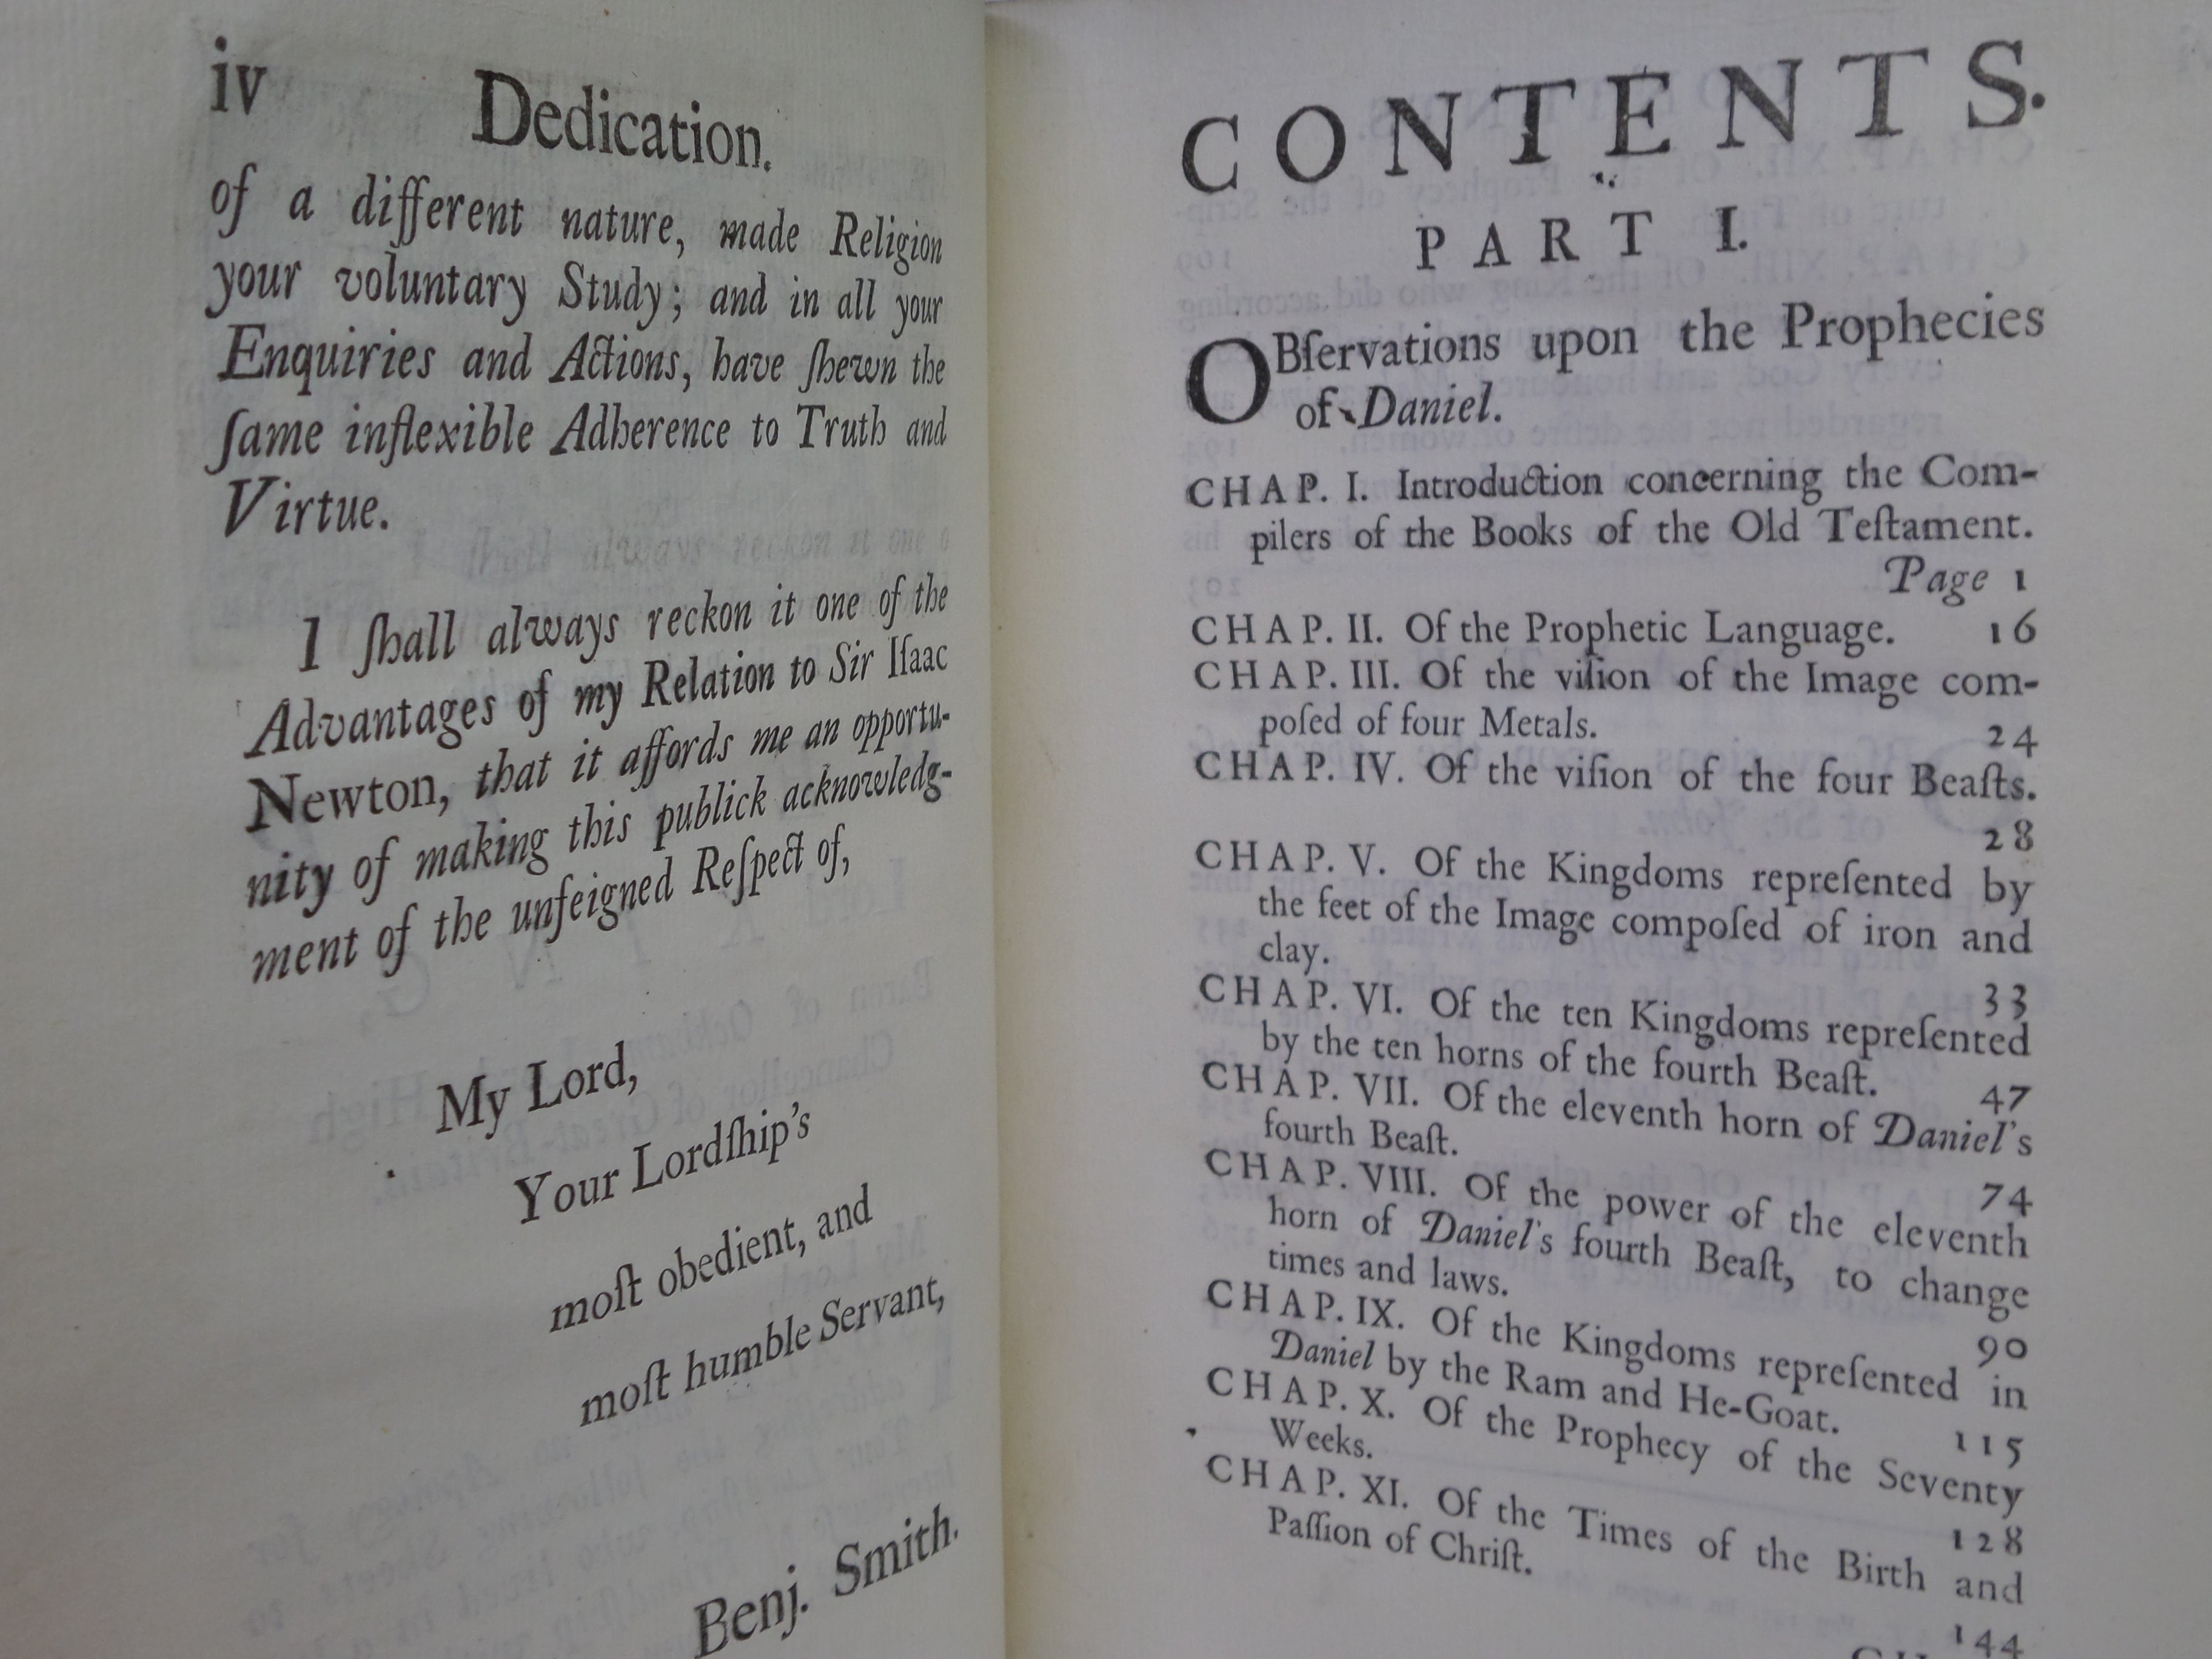 iv
Dedication.
of a different nature, made Religion
your voluntary Study; and in all your
Enquiries and Actions, have ſhewn the
ſame inflexible Adherence to Truth and
Virtue.
I ſhall always reckon it one of the
Advantages of my Relation to Sir Iſaac
Newton, that it affords me an opportu-
nity of making this publick acknowledg-
ment of the unfeigned Reſpect of,
My Lord,
Your Lordſhip's
moſt obedient, and
moſt humble Servant,
Benj. Smith.
CONTENTS.
PART I.
OBſervations upon the Prophecies
of Daniel.
CHAP. I. Introduction concerning the Com-
pilers of the Books of the Old Teſtament.
Page 1
CHAP. II. Of the Prophetic Language. 16
CHAP. III. Of the viſion of the Image com-
poſed of four Metals. 24
CHAP. IV. Of the viſion of the four Beaſts.
28
CHAP. V. Of the Kingdoms repreſented by
the feet of the Image compoſed of iron and
clay. 33
CHAP. VI. Of the ten Kingdoms repreſented
by the ten horns of the fourth Beaſt. 47
CHAP. VII. Of the eleventh horn of Daniel's
fourth Beaſt. 74
CHAP. VIII. Of the power of the eleventh
horn of Daniel's fourth Beaſt, to change
times and laws. 90
CHAP. IX. Of the Kingdoms repreſented in
Daniel by the Ram and He-Goat. 115
CHAP. X. Of the Prophecy of the Seventy
Weeks. 128
CHAP. XI. Of the Times of the Birth and
Paſſion of Chriſt. 144